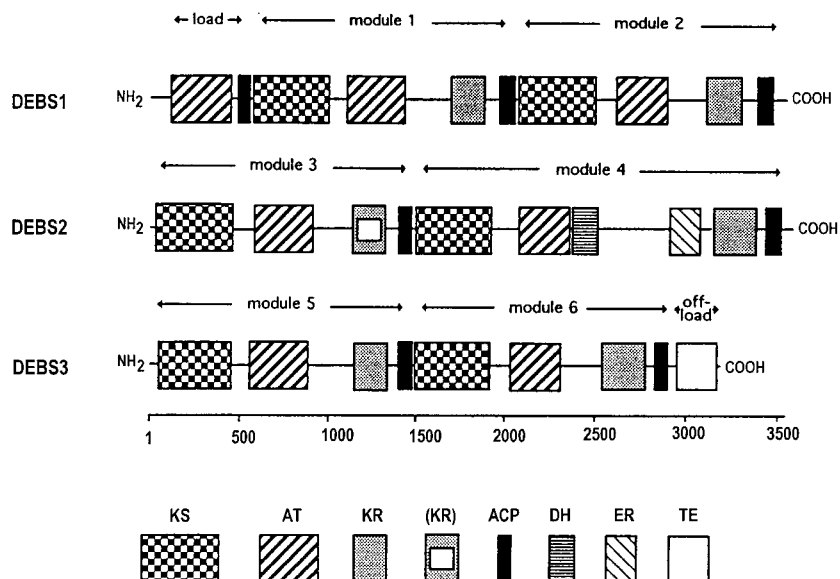 load module 1 module 2
DEBS1 NH2 COOH
module 3 module 4
DEBS2 NH2 COOH
module 5 module 6 off-load
DEBS3 NH2 COOH
1 500 1000 1500 2000 2500 3000 3500
KS AT KR (KR) ACP DH ER TE